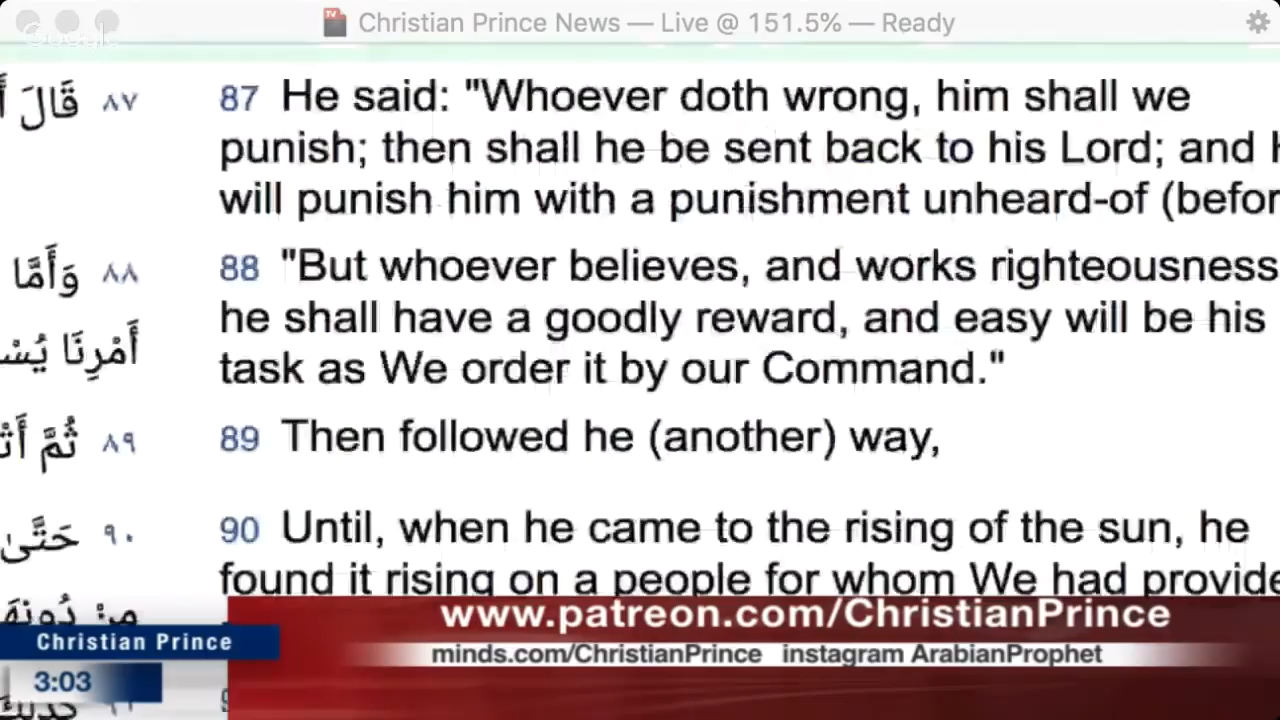 Christian Prince News — Live @ 151.5% — Ready
Google
قَالَ ٨٧
87 He said: "Whoever doth wrong, him shall we
punish; then shall he be sent back to his Lord; and
will punish him with a punishment unheard-of (befor
وَأَمَّا ٨٨
88 "But whoever believes, and works righteousness
he shall have a goodly reward, and easy will be his
أَمْرِنَا
task as We order it by our Command."
ثُمَّ ٨٩
89 Then followed he (another) way,
حَتَّىٰ ٩٠
90 Until, when he came to the rising of the sun, he
found it rising on a people for whom We had provide
www.patreon.com/ChristianPrince
Christian Prince
minds.com/ChristianPrince instagram ArabianProphet
3:03